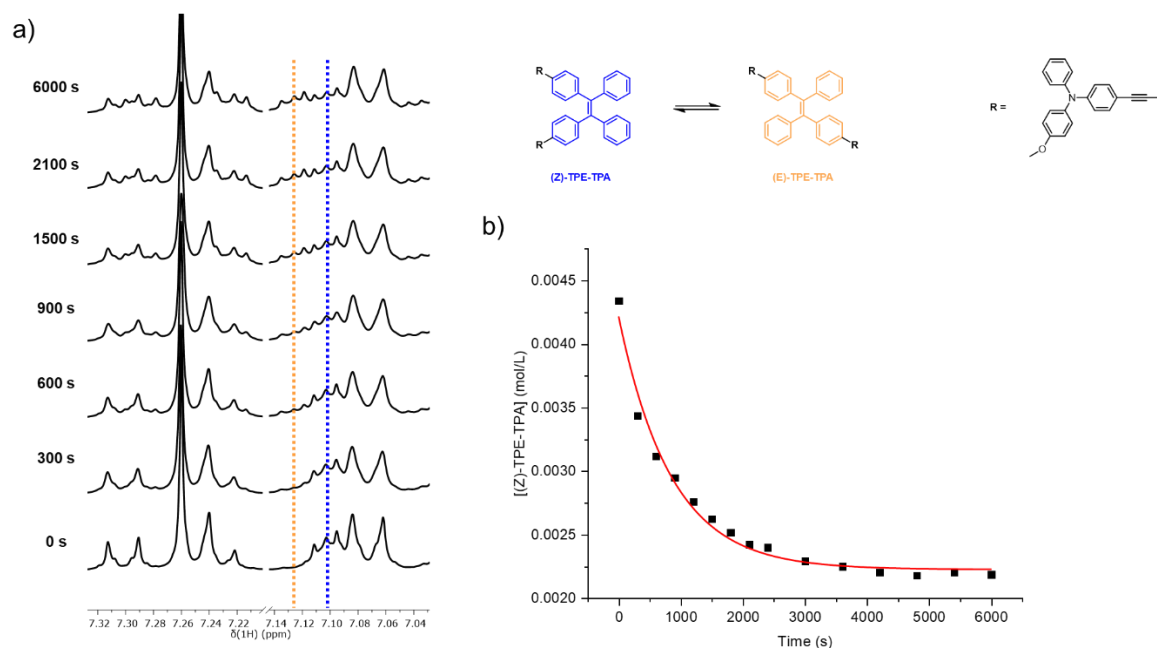 a)
6000 s
2100 s
1500 s
900 s
600 s
300 s
0 s
7.32 7.30 7.28 7.26 7.24 7.22 7.14 7.12 7.10 7.08 7.06 7.04
δ(1H) (ppm)
R
R
(Z)-TPE-TPA
R
R
(E)-TPE-TPA
R =
N
O
b)
0.0045
0.0040
0.0035
0.0030
0.0025
0.0020
[(Z)-TPE-TPA] (mol/L)
0 1000 2000 3000 4000 5000 6000
Time (s)